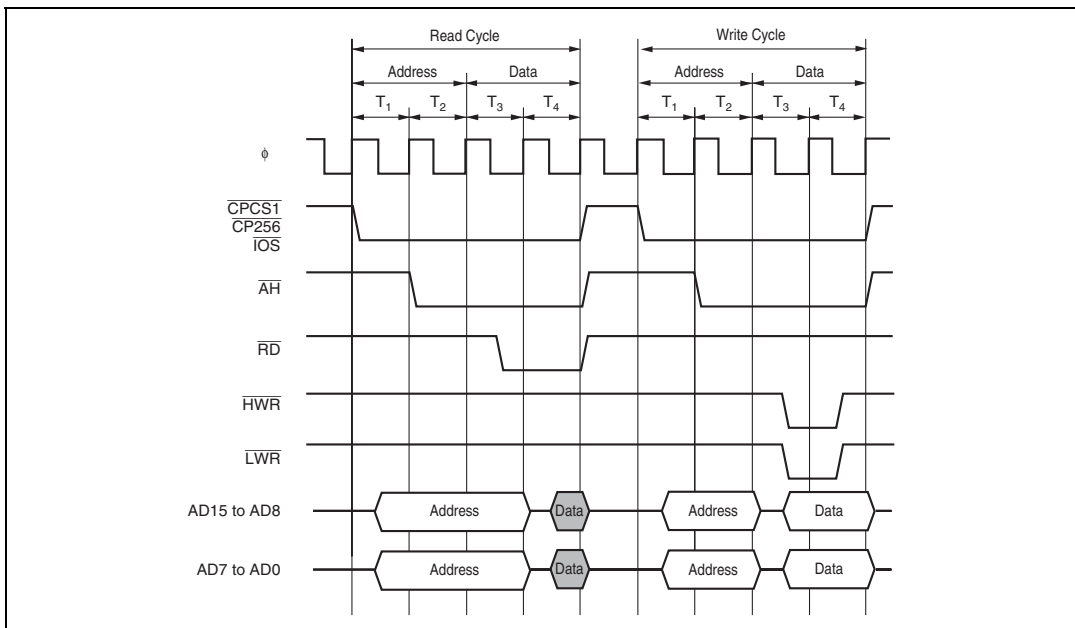 Read Cycle Write Cycle
Address Data Address Data
T1 T2 T3 T4 T1 T2 T3 T4
ϕ
CPCS1
CP256
IOS
AH
RD
HWR
LWR
AD15 to AD8 Address Data Address Data
AD7 to AD0 Address Data Address Data